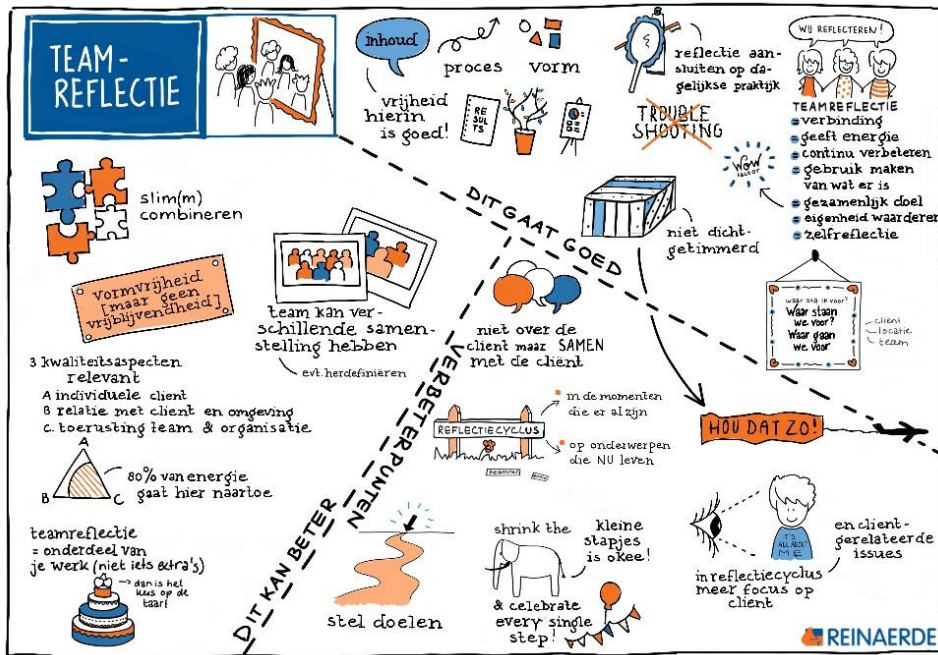 TEAM-
REFLECTIE
inhoud
proces
vorm
vrijheid
hierin
is goed!
RE
SUL
TS
reflectie aan-
sluiten op da-
gelijkse praktijk
TROUBLE
SHOOTING
WIJ REFLECTEREN!
TEAMREFLECTIE
= verbinding
= geeft energie
= continu verbeteren
= gebruik maken
van wat er is
= gezamenlijk doel
= eigenheid waarderen
= zelfreflectie
WOW
factor
niet dicht-
getimmerd
DIT GAAT GOED
waar sta ik voor?
Waar staan
we voor?
Waar gaan
we voor
client
locatie
team
HOU DAT ZO!
slim(m)
combineren
vormvrijheid
[maar geen
vrijblijvendheid]
team kan ver-
schillende samen-
stelling hebben
evt. herdefiniëren
3 kwaliteitsaspecten
relevant
A individuele client
B relatie met client en omgeving
C. toerusting team & organisatie
A
B
C
80% van energie
gaat hier naartoe
teamreflectie
= onderdeel van
je werk (niet iets extra's)
dan is het
kers op de
taart
DIT KAN BETER
VERBETERPUNTEN
niet over de
client maar SAMEN
met de cliënt
REFLECTIECYCLUS
in de momenten
die er al zijn
op onderwerpen
die NU leven
stel doelen
shrink the
kleine
stapjes
is okee!
& celebrate
every single
step!
IT'S
ALL ABOUT
ME
en client-
gerelateerde
issues
in reflectiecyclus
meer focus op
client
REINAERDE